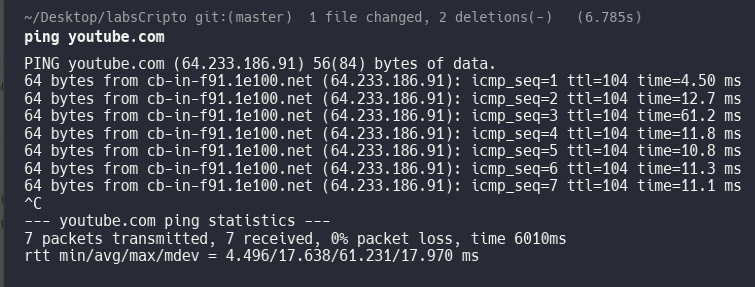 ~/Desktop/labsCripto git:(master)  1 file changed, 2 deletions(-)   (6.785s)
ping youtube.com
PING youtube.com (64.233.186.91) 56(84) bytes of data.
64 bytes from cb-in-f91.1e100.net (64.233.186.91): icmp_seq=1 ttl=104 time=4.50 ms
64 bytes from cb-in-f91.1e100.net (64.233.186.91): icmp_seq=2 ttl=104 time=12.7 ms
64 bytes from cb-in-f91.1e100.net (64.233.186.91): icmp_seq=3 ttl=104 time=61.2 ms
64 bytes from cb-in-f91.1e100.net (64.233.186.91): icmp_seq=4 ttl=104 time=11.8 ms
64 bytes from cb-in-f91.1e100.net (64.233.186.91): icmp_seq=5 ttl=104 time=10.8 ms
64 bytes from cb-in-f91.1e100.net (64.233.186.91): icmp_seq=6 ttl=104 time=11.3 ms
64 bytes from cb-in-f91.1e100.net (64.233.186.91): icmp_seq=7 ttl=104 time=11.1 ms
^C
--- youtube.com ping statistics ---
7 packets transmitted, 7 received, 0% packet loss, time 6010ms
rtt min/avg/max/mdev = 4.496/17.638/61.231/17.970 ms